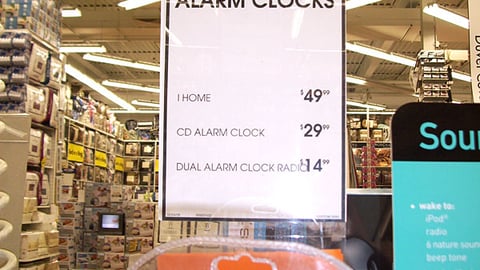 ALARM CLOCKS
I HOME $49.99
CD ALARM CLOCK $29.99
DUAL ALARM CLOCK RADIO $14.99
Sou
• wake to:
iPod®
radio
6 nature sound
beep tone